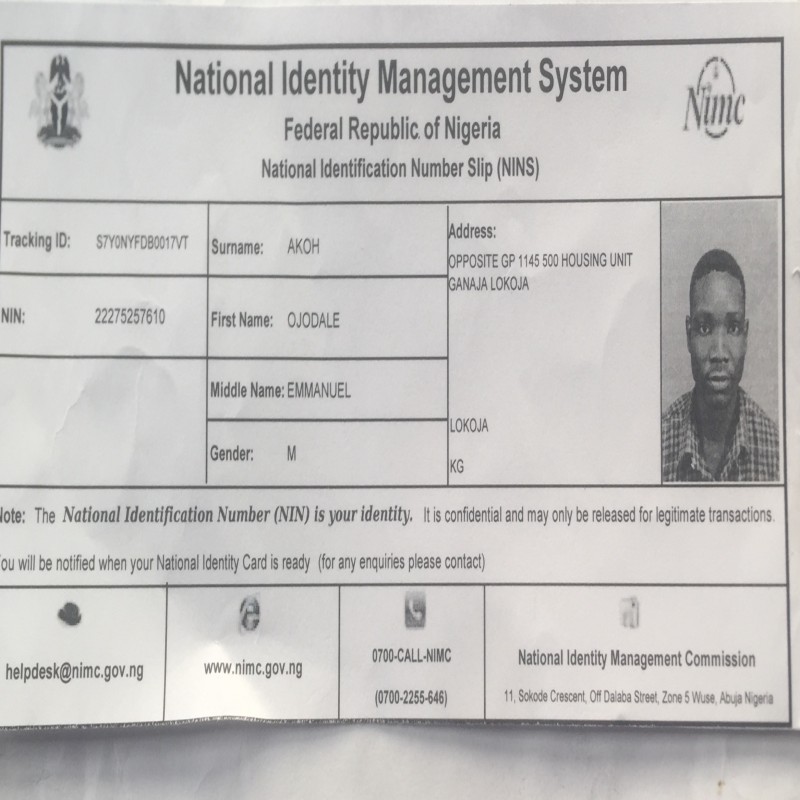 National Identity Management System
Federal Republic of Nigeria
National Identification Number Slip (NINS)
Nimc
Tracking ID: S7Y0NYFDB0017VT
NIN: 22275257610
Surname: AKOH
First Name: OJODALE
Middle Name: EMMANUEL
Gender: M
Address:
OPPOSITE GP 1145 500 HOUSING UNIT
GANAJA LOKOJA
LOKOJA
KG
lote: The National Identification Number (NIN) is your identity. It is confidential and may only be released for legitimate transactions.
ou will be notified when your National Identity Card is ready (for any enquiries please contact)
helpdesk@nimc.gov.ng
www.nimc.gov.ng
0700-CALL-NIMC
(0700-2255-646)
National Identity Management Commission
11, Sokode Crescent, Off Dalaba Street, Zone 5 Wuse, Abuja Nigeria